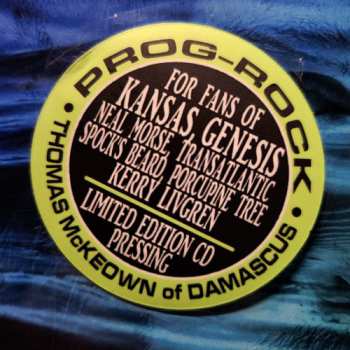 PROG-ROCK
FOR FANS OF
KANSAS, GENESIS
NEAL MORSE, TRANSATLANTIC
SPOCK'S BEARD, PORCUPINE TREE
KERRY LIVGREN
LIMITED EDITION CD
PRESSING
• THOMAS McKEOWN of DAMASCUS •